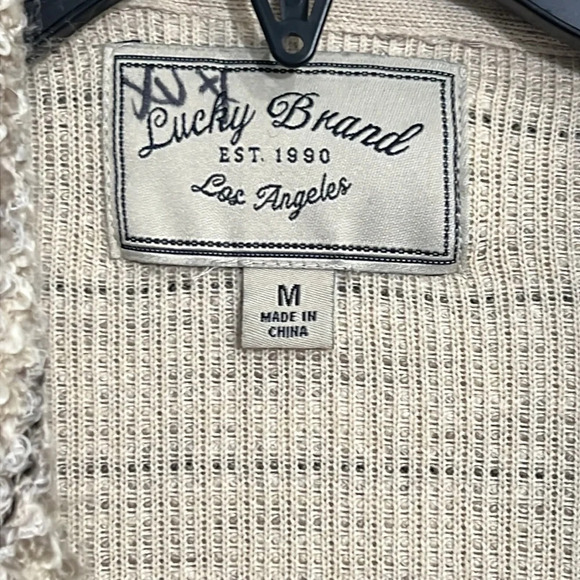 Lucky Brand
EST. 1990
Los Angeles
M
MADE IN
CHINA